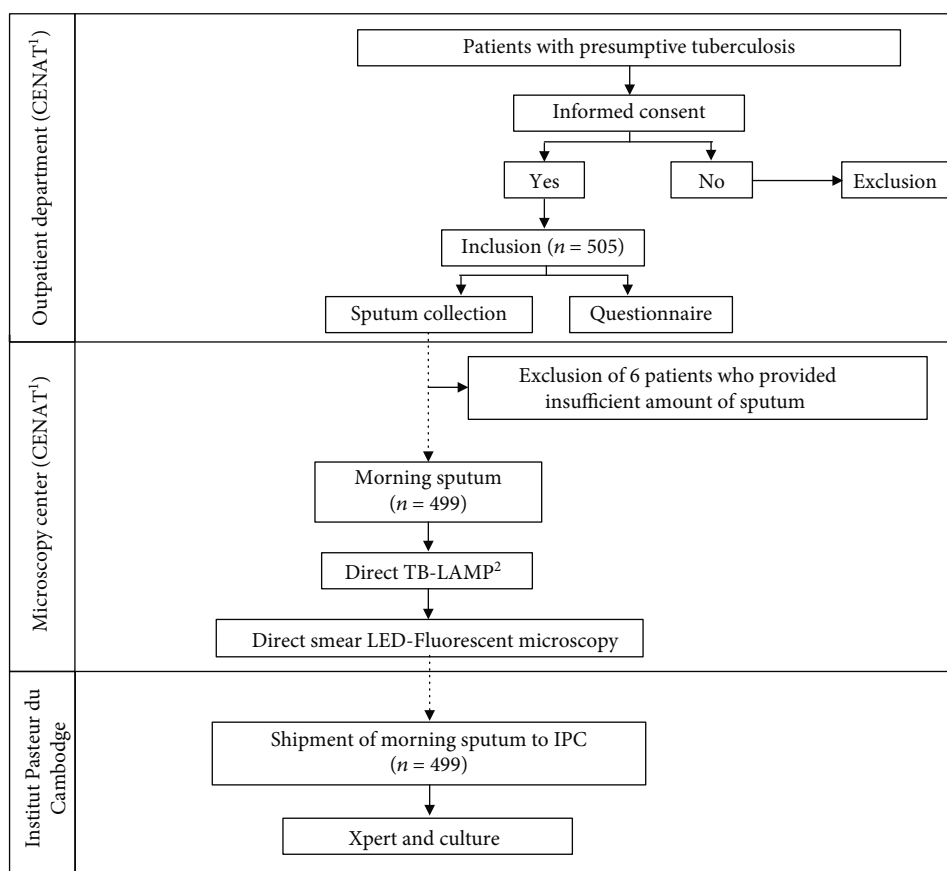 Outpatient department (CENAT¹)
Patients with presumptive tuberculosis
Informed consent
Yes
No
Exclusion
Inclusion (n = 505)
Sputum collection
Questionnaire
Microscopy center (CENAT¹)
Exclusion of 6 patients who provided
insufficient amount of sputum
Morning sputum
(n = 499)
Direct TB-LAMP²
Direct smear LED-Fluorescent microscopy
Institut Pasteur du
Cambodge
Shipment of morning sputum to IPC
(n = 499)
Xpert and culture